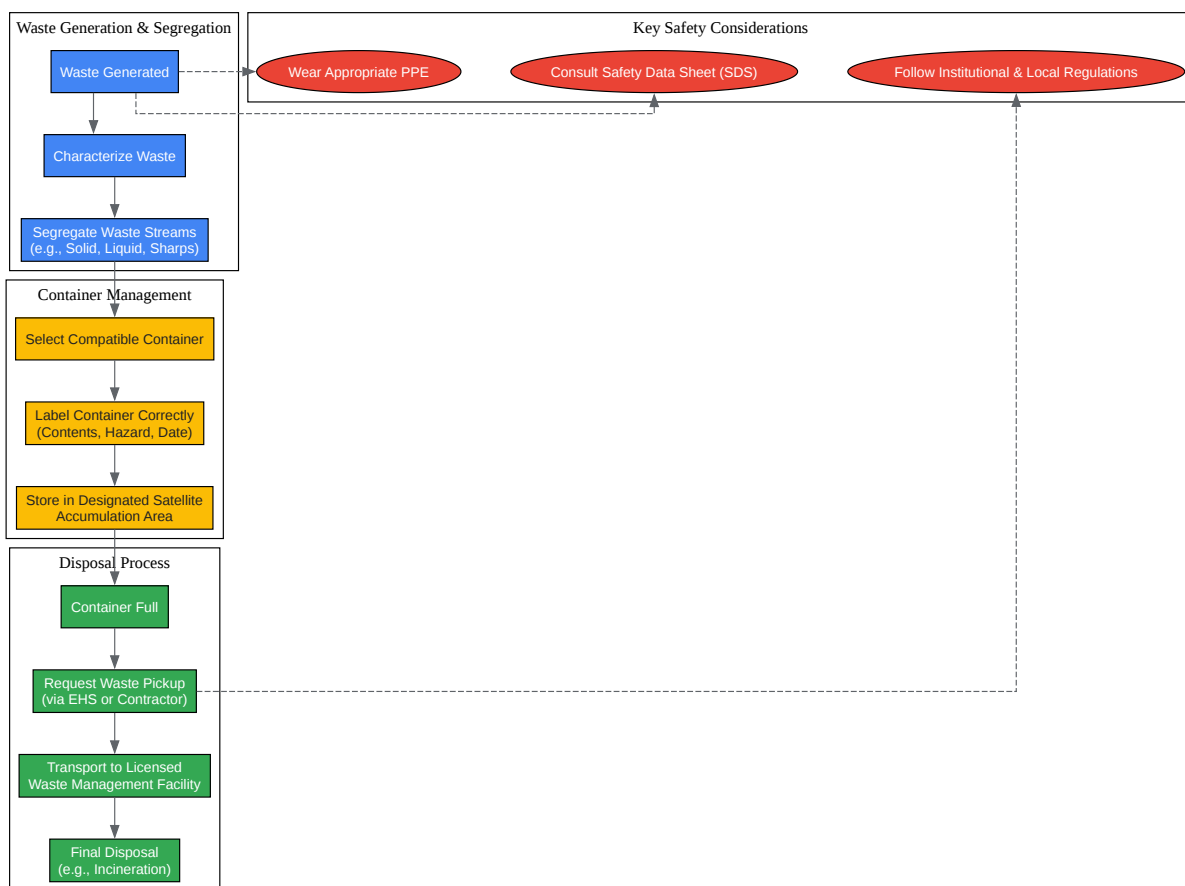 Waste Generation & Segregation
Key Safety Considerations
Waste Generated
Wear Appropriate PPE
Consult Safety Data Sheet (SDS)
Follow Institutional & Local Regulations
Characterize Waste
Segregate Waste Streams
(e.g., Solid, Liquid, Sharps)
Container Management
Select Compatible Container
Label Container Correctly
(Contents, Hazard, Date)
Store in Designated Satellite
Accumulation Area
Disposal Process
Container Full
Request Waste Pickup
(via EHS or Contractor)
Transport to Licensed
Waste Management Facility
Final Disposal
(e.g., Incineration)